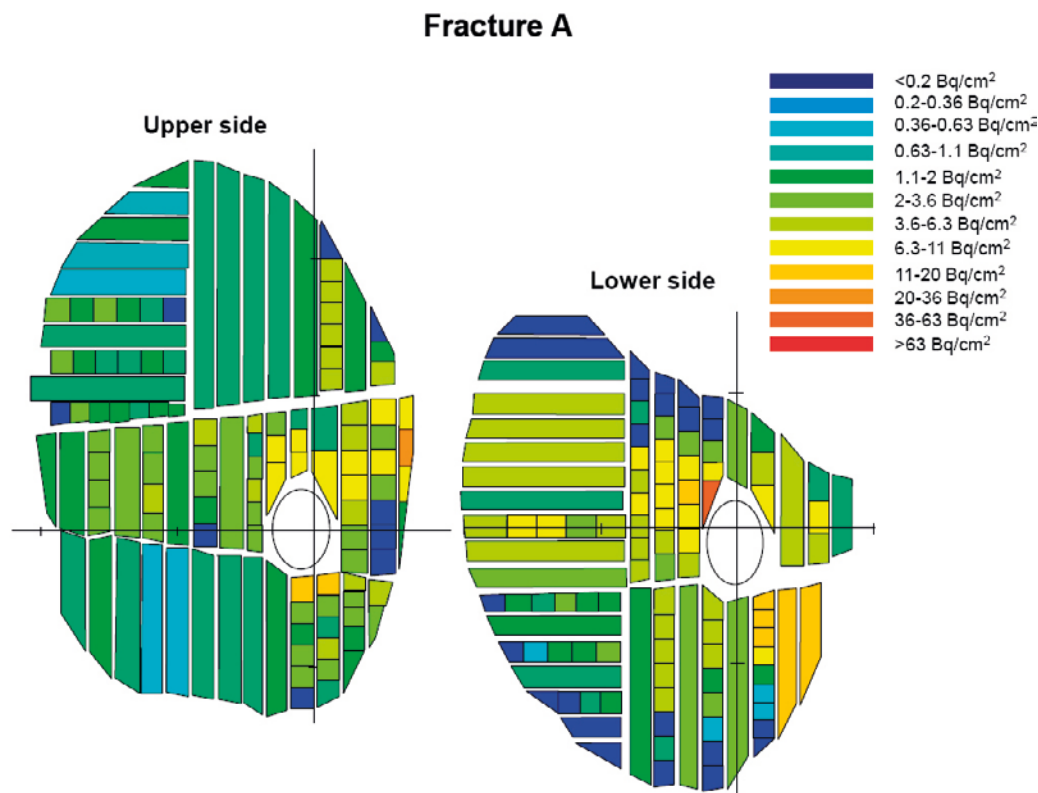 Fracture A
Upper side
Lower side
<0.2 Bq/cm²
0.2-0.36 Bq/cm²
0.36-0.63 Bq/cm²
0.63-1.1 Bq/cm²
1.1-2 Bq/cm²
2-3.6 Bq/cm²
3.6-6.3 Bq/cm²
6.3-11 Bq/cm²
11-20 Bq/cm²
20-36 Bq/cm²
36-63 Bq/cm²
>63 Bq/cm²